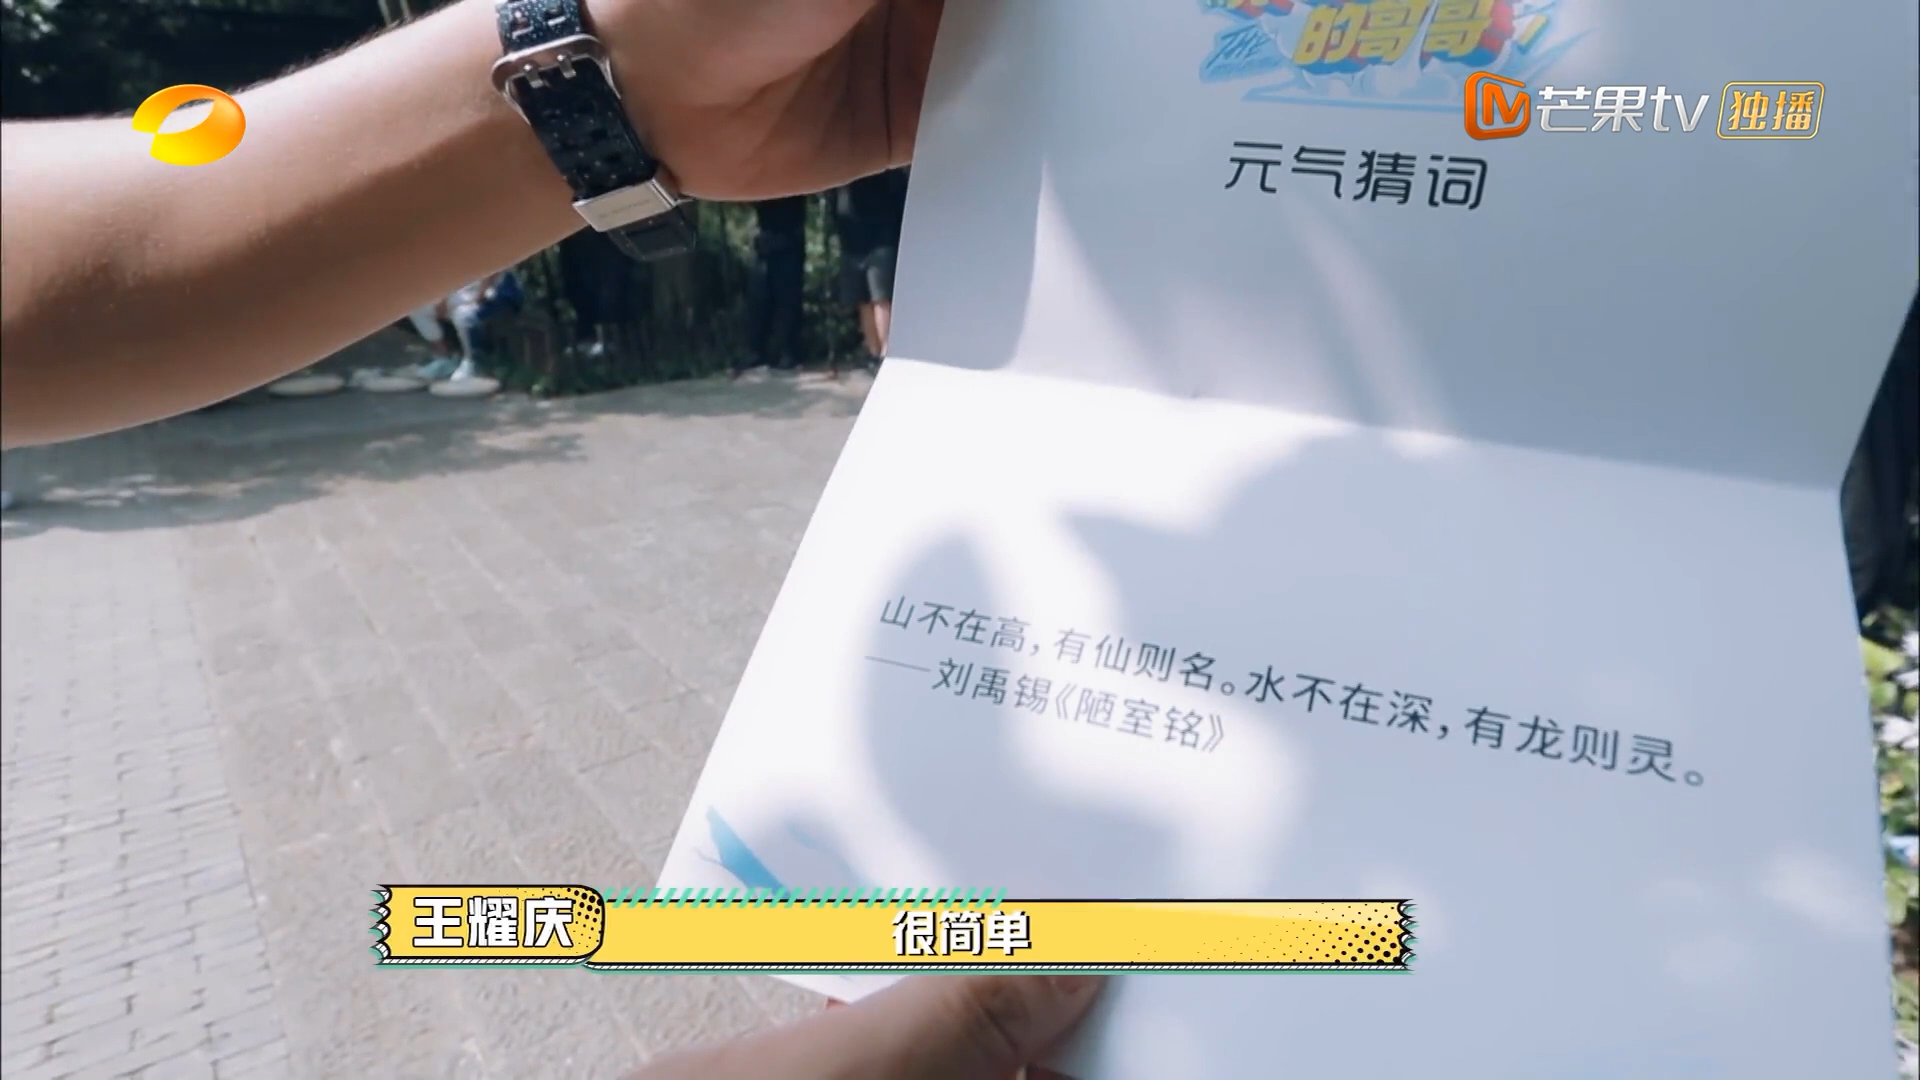 的哥哥
THE
芒果tv 独播
元气猜词
山不在高，有仙则名。水不在深，有龙则灵。
——刘禹锡《陋室铭》
王耀庆
很简单